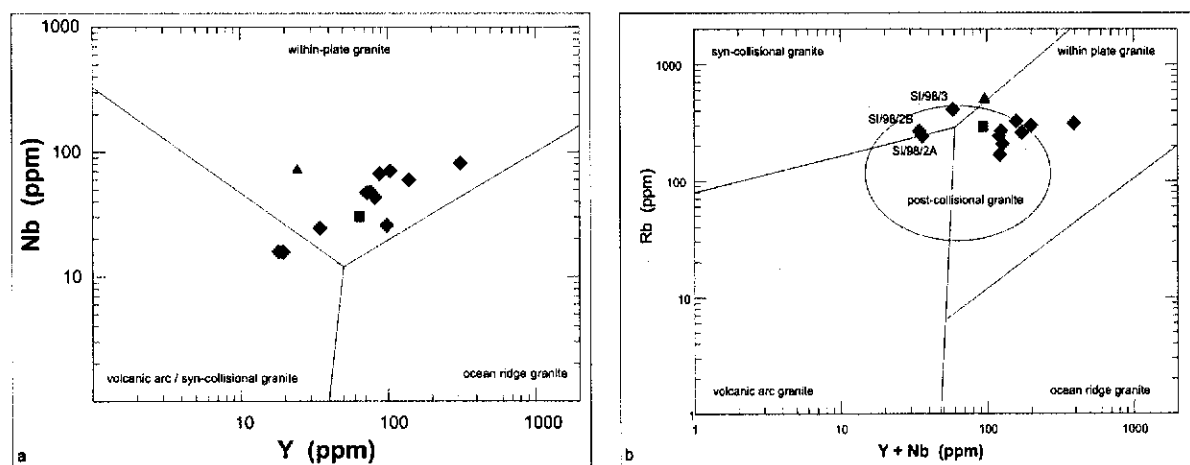 1000
within-plate granite
100
10
Nb (ppm)
volcanic arc / syn-collisional granite
ocean ridge granite
10
100
1000
Y (ppm)
a
syn-collisional granite
within plate granite
1000
SI/98/3
SI/98/2B
SI/98/2A
100
post-collisional granite
Rb (ppm)
10
volcanic arc granite
ocean ridge granite
1
1
10
100
1000
Y + Nb (ppm)
b